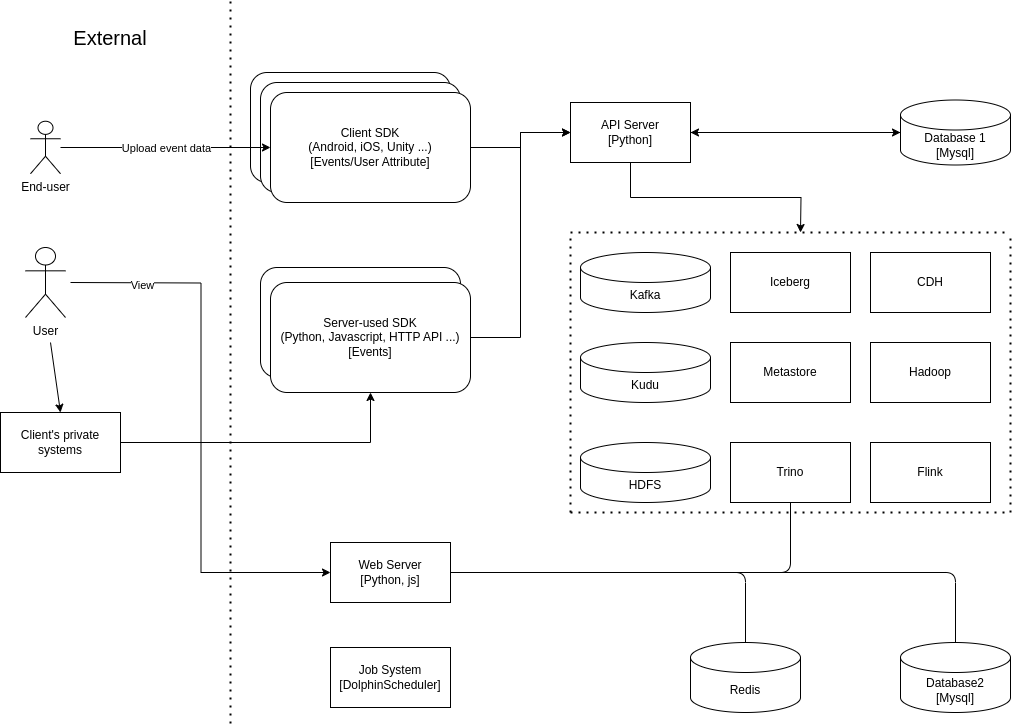 External
End-user
Upload event data
Client SDK
(Android, iOS, Unity ...)
[Events/User Attribute]
API Server
[Python]
Database 1
[Mysql]
User
View
Server-used SDK
(Python, Javascript, HTTP API ...)
[Events]
Client's private
systems
Kafka
Iceberg
CDH
Kudu
Metastore
Hadoop
HDFS
Trino
Flink
Web Server
[Python, js]
Job System
[DolphinScheduler]
Redis
Database2
[Mysql]